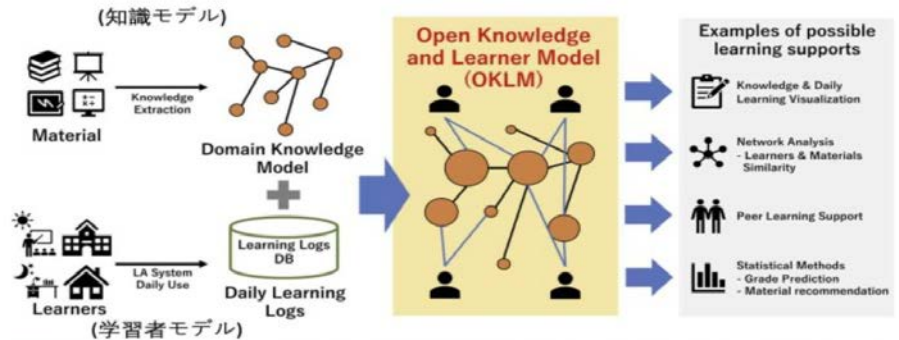 (知識モデル)
Material
Knowledge
Extraction
Domain Knowledge
Model
Learners
(学習者モデル)
LA System
Daily Use
Learning Logs
DB
Daily Learning
Logs
Open Knowledge
and Learner Model
(OKLM)
Examples of possible
learning supports
Knowledge & Daily
Learning Visualization
Network Analysis
- Learners & Materials
Similarity
Peer Learning Support
Statistical Methods
- Grade Prediction
- Material recommendation